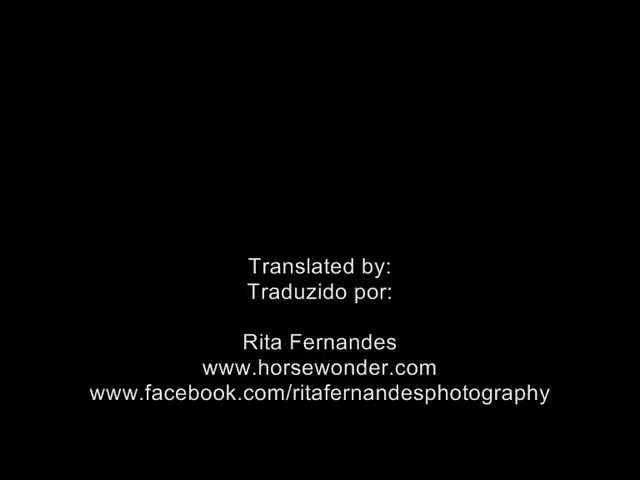 Translated by:
Traduzido por:
Rita Fernandes
www.horsewonder.com
www.facebook.com/ritafernandesphotography